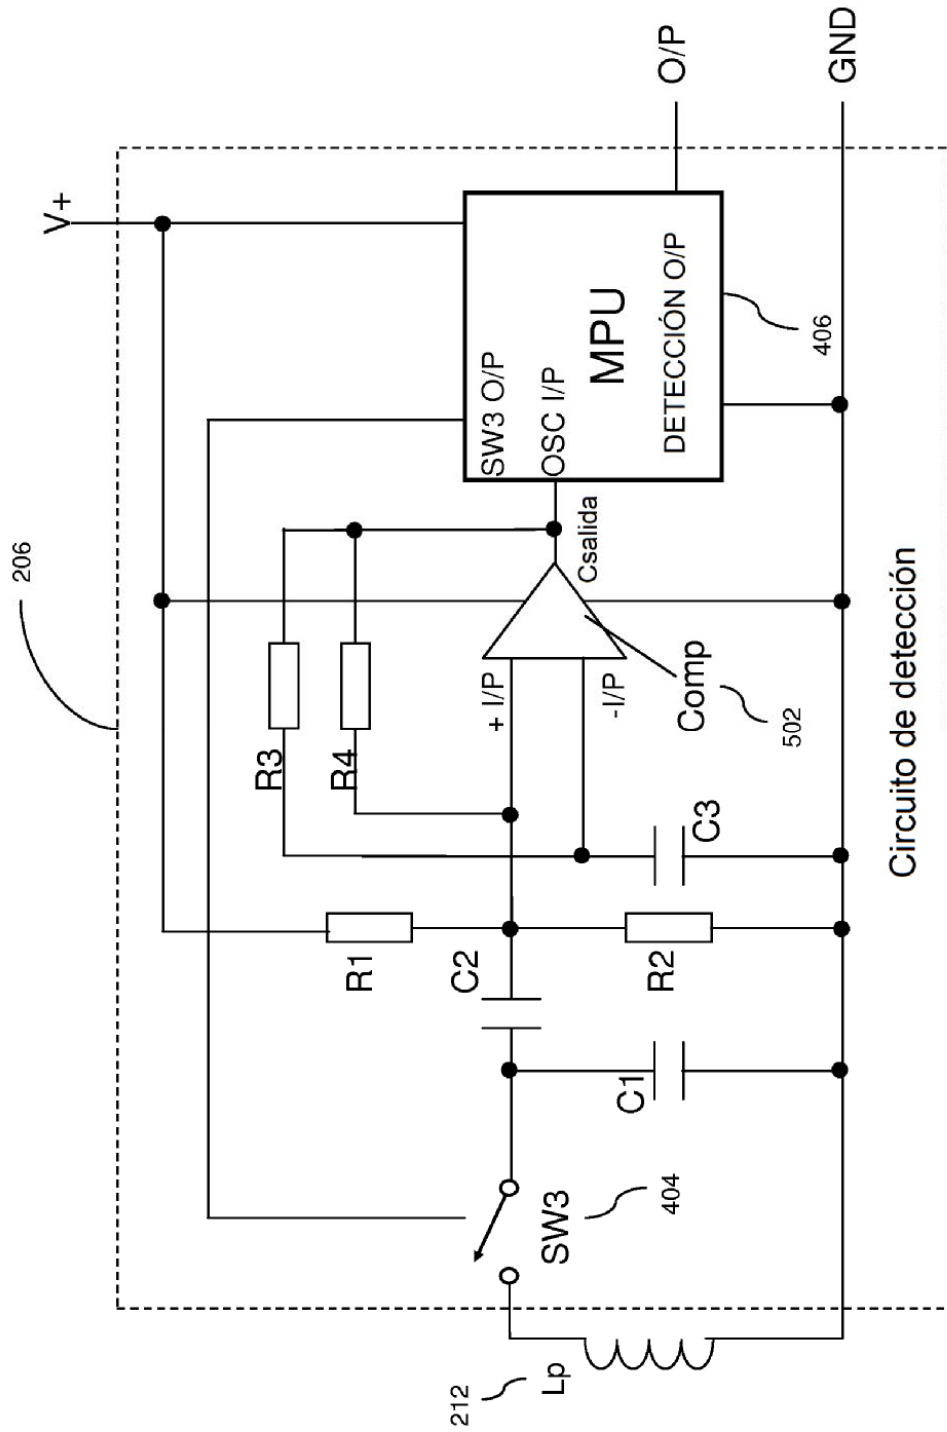 206
V+
R3
R4
R1
C2
+ I/P
-I/P
Csalida
SW3 O/P
OSC I/P
MPU
DETECCIÓN O/P
O/P
406
Comp
502
212
Lp
SW3
404
C1
R2
C3
GND
Circuito de detección